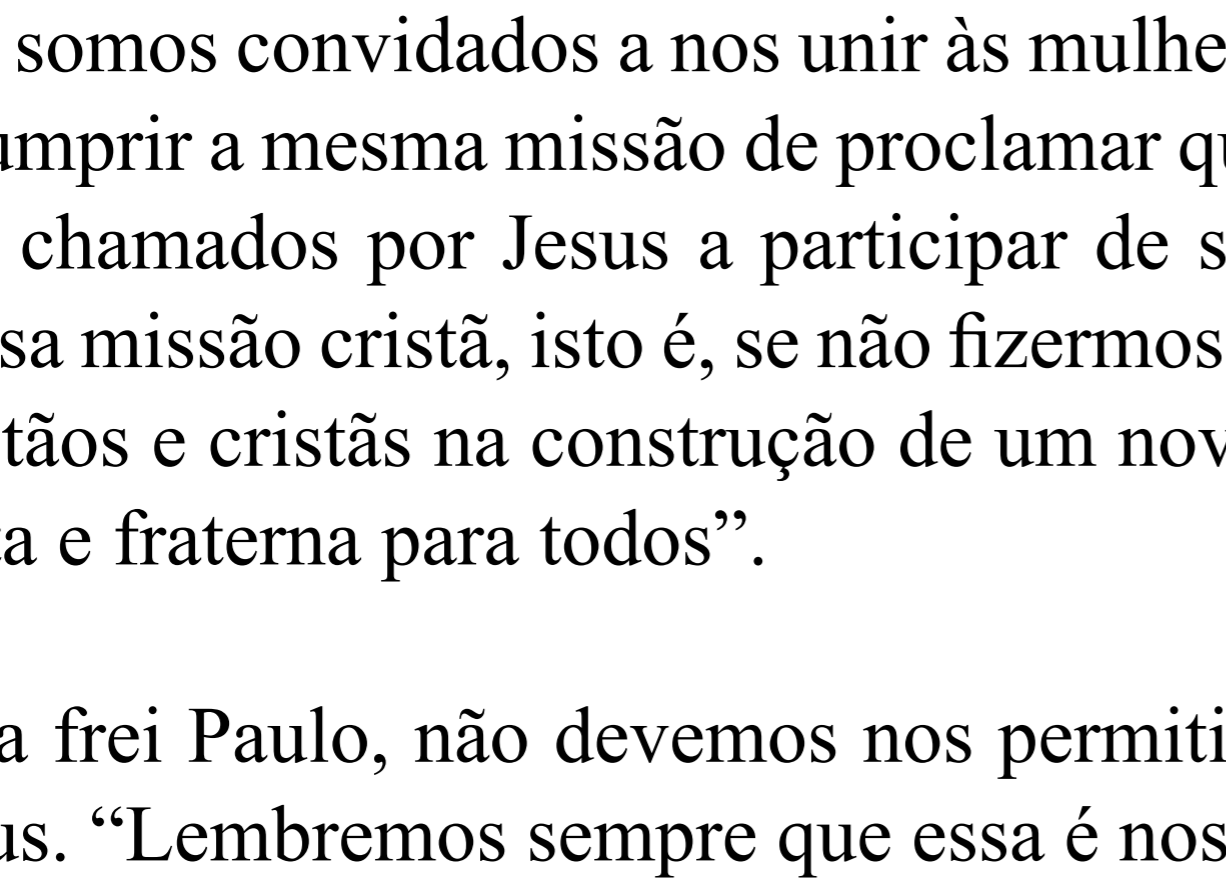 somos convidados a nos unir às mulhe
umprir a mesma missão de proclamar qu
chamados por Jesus a participar de s
sa missão cristã, isto é, se não fizermos
tãos e cristãs na construção de um nov
ta e fraterna para todos”.
a frei Paulo, não devemos nos permiti
us. “Lembremos sempre que essa é nos